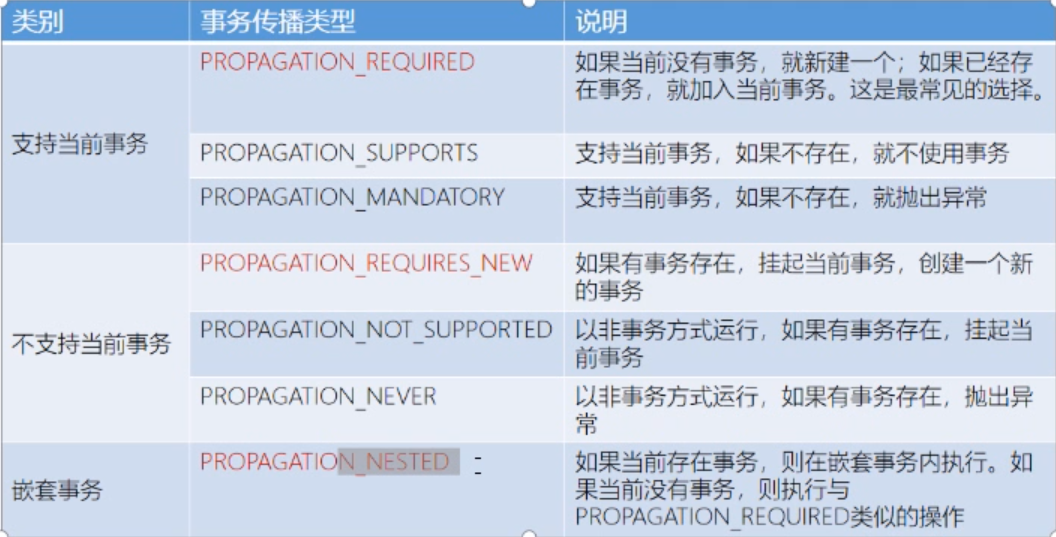 类别 事务传播类型 说明
支持当前事务
PROPAGATION_REQUIRED
如果当前没有事务，就新建一个；如果已经存
在事务，就加入当前事务。这是最常见的选择。
PROPAGATION_SUPPORTS
支持当前事务，如果不存在，就不使用事务
PROPAGATION_MANDATORY
支持当前事务，如果不存在，就抛出异常
不支持当前事务
PROPAGATION_REQUIRES_NEW
如果有事务存在，挂起当前事务，创建一个新
的事务
PROPAGATION_NOT_SUPPORTED
以非事务方式运行，如果有事务存在，挂起当
前事务
PROPAGATION_NEVER
以非事务方式运行，如果有事务存在，抛出异
常
嵌套事务
PROPAGATION_NESTED
如果当前存在事务，则在嵌套事务内执行。如
果当前没有事务，则执行与
PROPAGATION_REQUIRED类似的操作